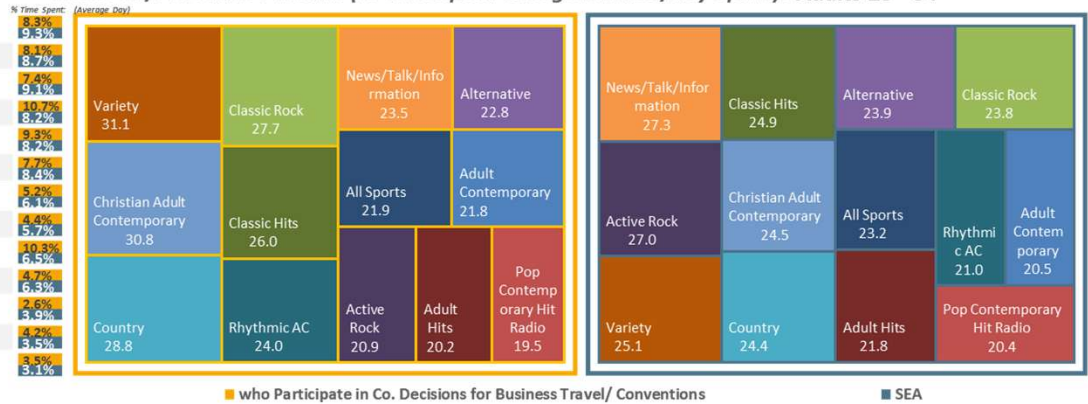 % Time Spent: (Average Day)
8.3%
9.3%
8.1%
8.7%
7.4%
9.1%
10.7%
8.2%
9.3%
8.2%
7.7%
8.4%
5.2%
6.1%
4.4%
5.7%
10.3%
6.5%
4.7%
6.3%
2.6%
3.9%
4.2%
3.5%
3.5%
3.1%
Variety
31.1
Christian Adult
Contemporary
30.8
Country
28.8
Classic Rock
27.7
Classic Hits
26.0
Rhythmic AC
24.0
News/Talk/Info
rmation
23.5
Alternative
22.8
All Sports
21.9
Adult
Contemporary
21.8
Active
Rock
20.9
Adult
Hits
20.2
Pop
Contemp
orary Hit
Radio
19.5
News/Talk/Infor
mation
27.3
Active Rock
27.0
Variety
25.1
Classic Hits
24.9
Christian Adult
Contemporary
24.5
Country
24.4
Alternative
23.9
Classic Rock
23.8
All Sports
23.2
Adult Hits
21.8
Rhythmi
c AC
21.0
Adult
Contem
porary
20.5
Pop Contemporary
Hit Radio
20.4
who Participate in Co. Decisions for Business Travel/ Conventions
SEA